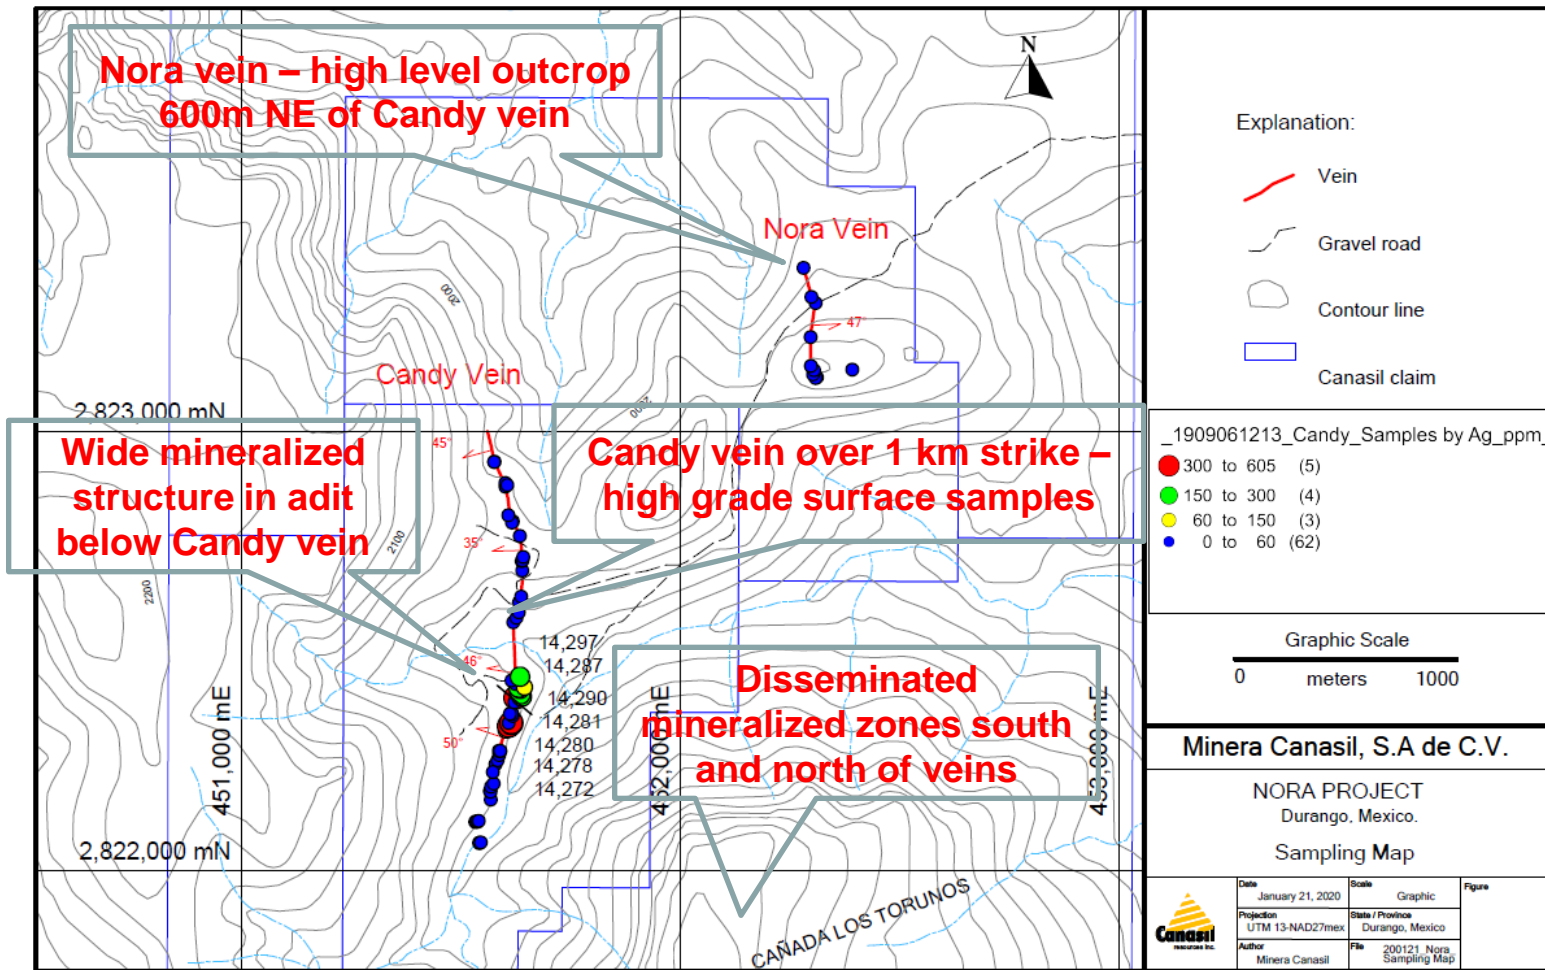 Nora vein – high level outcrop
600m NE of Candy vein
N
Nora Vein
2000
47°
Candy Vein
2,823,000 mN
2000
45°
Wide mineralized
structure in adit
below Candy vein
Candy vein over 1 km strike –
high grade surface samples
2100
35°
2200
14,297
14,287
46°
14,290
14,281
50°
14,280
14,278
14,272
Disseminated
mineralized zones south
and north of veins
451,000 mE
452,000 mE
453,000 mE
2,822,000 mN
CAÑADA LOS TORUNOS
Explanation:
Vein
Gravel road
Contour line
Canasil claim
_1909061213_Candy_Samples by Ag_ppm_
300 to 605 (5)
150 to 300 (4)
60 to 150 (3)
0 to 60 (62)
Graphic Scale
0 meters 1000
Minera Canasil, S.A de C.V.
NORA PROJECT
Durango, Mexico.
Sampling Map
Canasil
resources inc.
Date
January 21, 2020
Scale
Graphic
Figure
Projection
UTM 13-NAD27mex
State / Province
Durango, Mexico
Author
Minera Canasil
File
200121_Nora
Sampling Map